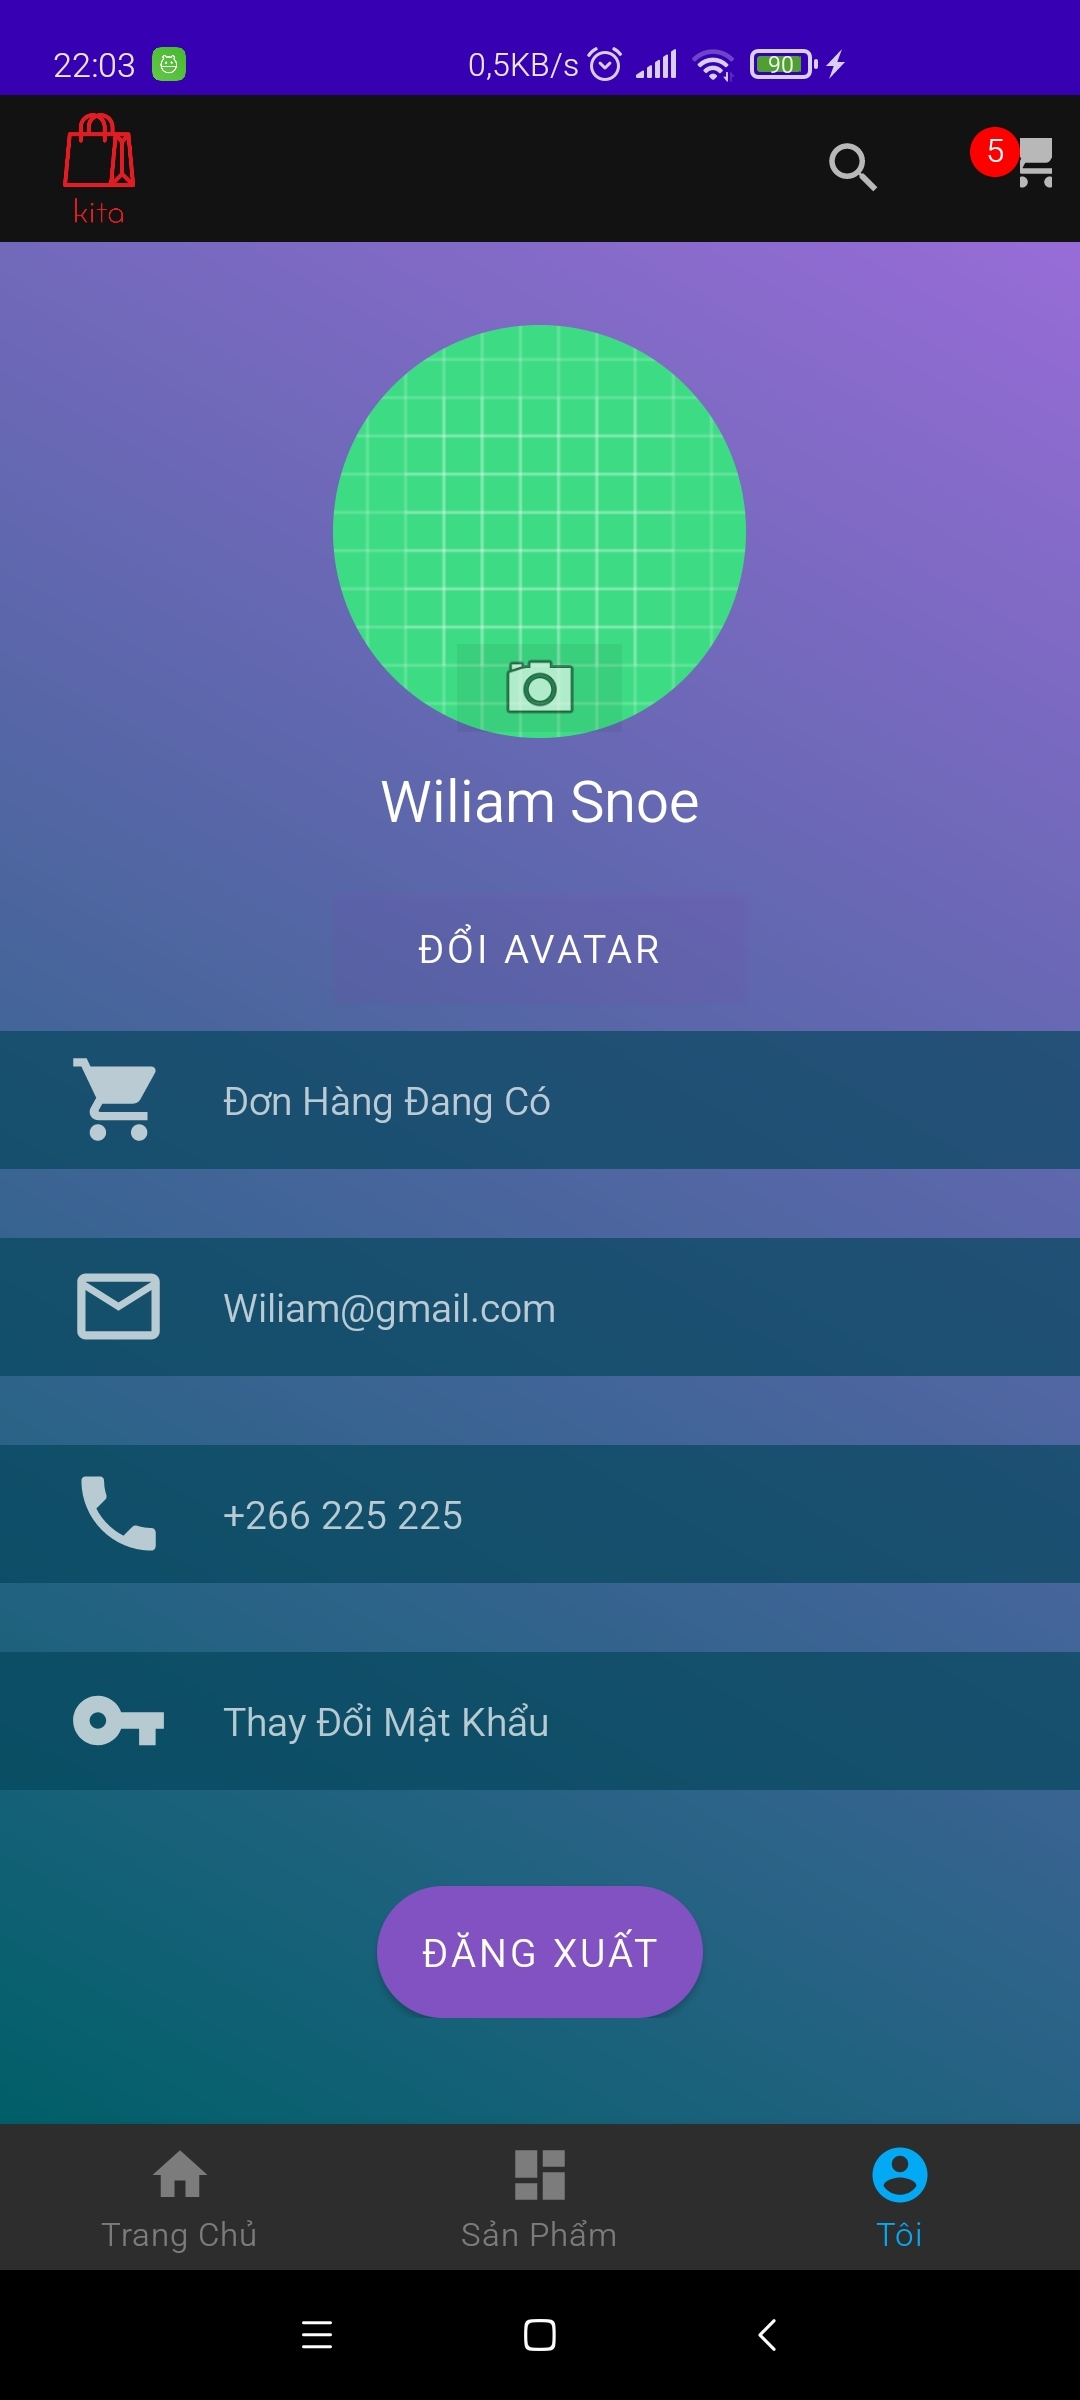 22:03
0,5KB/s
90
kita
5
Wiliam Snoe
ĐỔI AVATAR
Đơn Hàng Đang Có
Wiliam@gmail.com
+266 225 225
Thay Đổi Mật Khẩu
ĐĂNG XUẤT
Trang Chủ
Sản Phẩm
Tôi